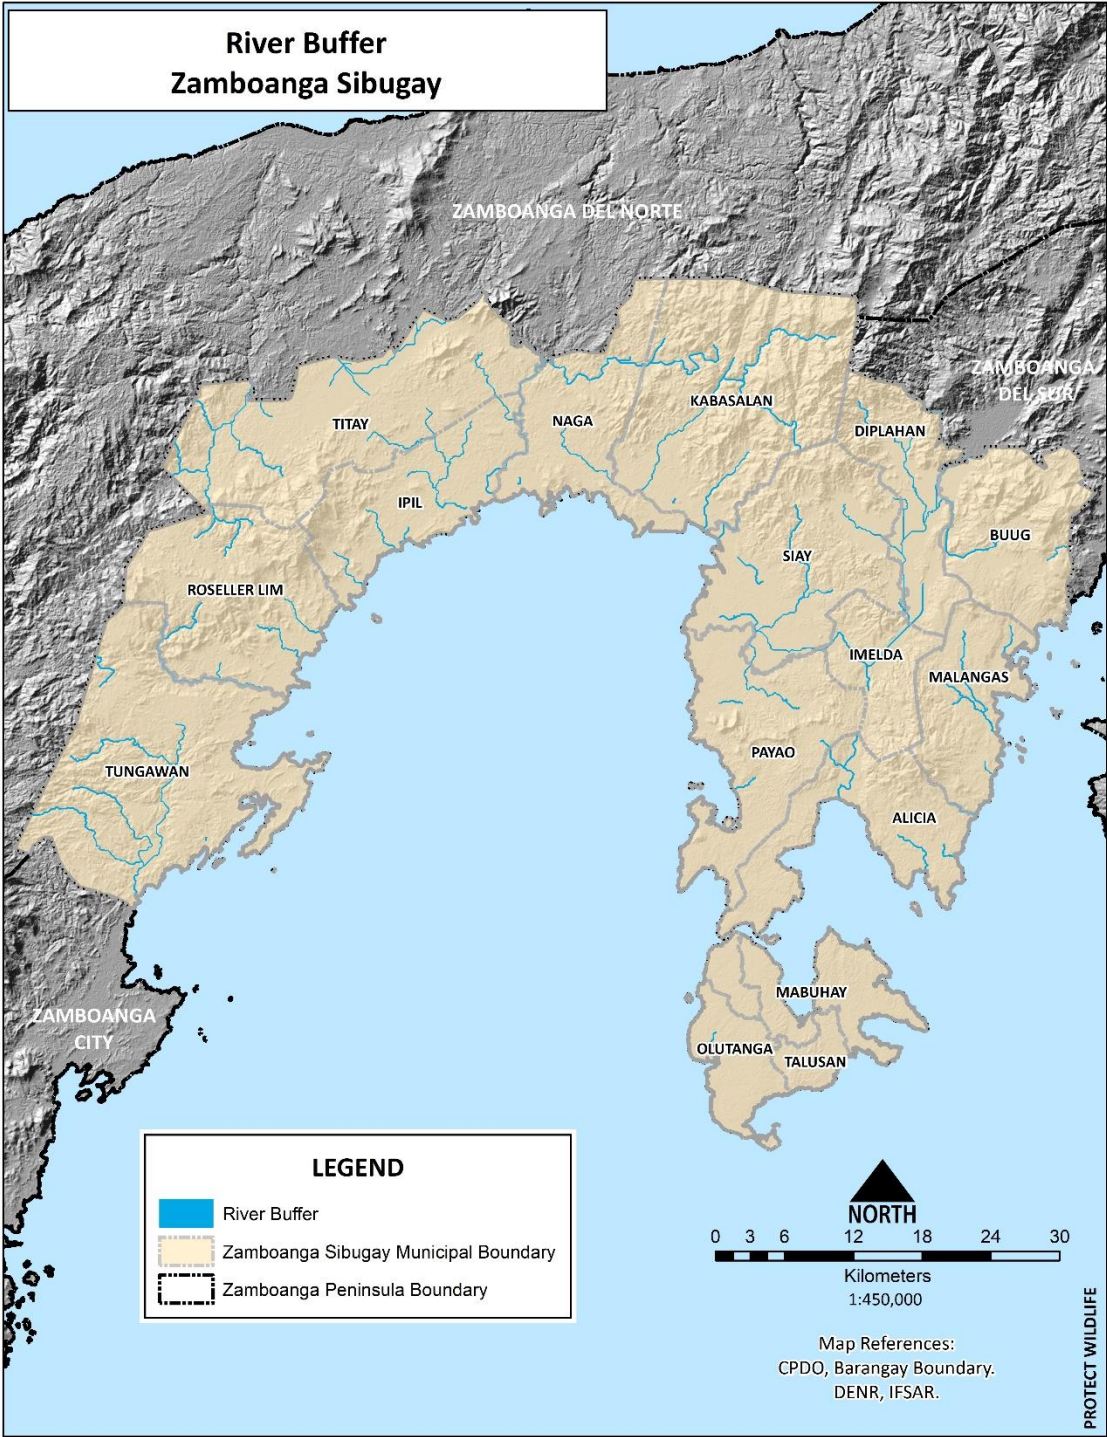 River Buffer
Zamboanga Sibugay
ZAMBOANGA DEL NORTE
ZAMBOANGA
DEL SUR
KABASALAN
NAGA
TITAY
DIPLAHAN
IPIL
BUUG
SIAY
ROSELLER LIM
IMELDA
MALANGAS
PAYAO
TUNGAWAN
ALICIA
MABUHAY
ZAMBOANGA
CITY
OLUTANGA
TALUSAN
LEGEND
River Buffer
Zamboanga Sibugay Municipal Boundary
Zamboanga Peninsula Boundary
NORTH
0 3 6 12 18 24 30
Kilometers
1:450,000
Map References:
CPDO, Barangay Boundary.
DENR, IFSAR.
PROTECT WILDLIFE